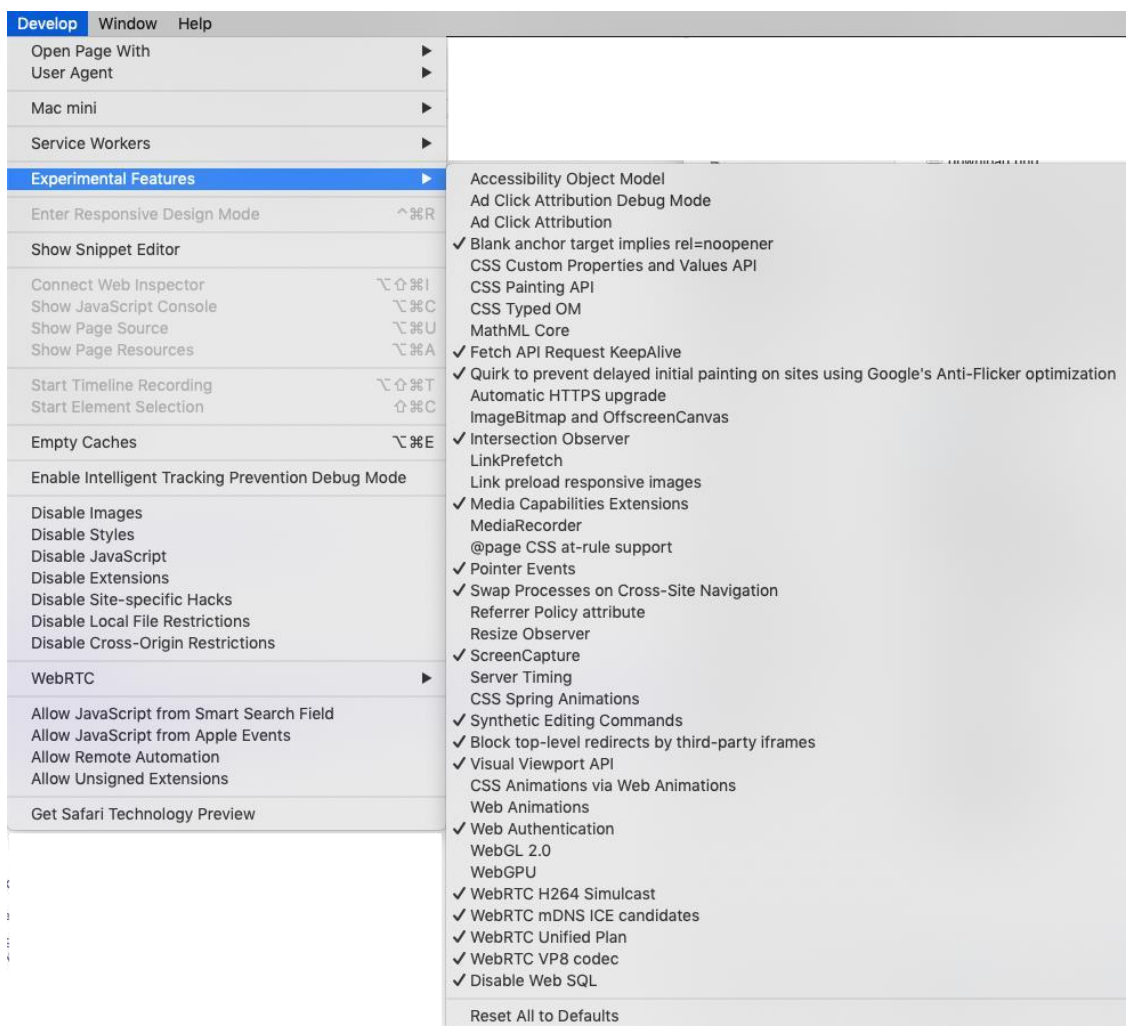 Develop Window Help
Open Page With
User Agent
Mac mini
Service Workers
Experimental Features
Enter Responsive Design Mode ^⌘R
Show Snippet Editor
Connect Web Inspector ⌥⇧⌘I
Show JavaScript Console ⌥⌘C
Show Page Source ⌥⌘U
Show Page Resources ⌥⌘A
Start Timeline Recording ⌥⇧⌘T
Start Element Selection ⇧⌘C
Empty Caches ⌥⌘E
Enable Intelligent Tracking Prevention Debug Mode
Disable Images
Disable Styles
Disable JavaScript
Disable Extensions
Disable Site-specific Hacks
Disable Local File Restrictions
Disable Cross-Origin Restrictions
WebRTC
Allow JavaScript from Smart Search Field
Allow JavaScript from Apple Events
Allow Remote Automation
Allow Unsigned Extensions
Get Safari Technology Preview
Accessibility Object Model
Ad Click Attribution Debug Mode
Ad Click Attribution
✓ Blank anchor target implies rel=noopener
CSS Custom Properties and Values API
CSS Painting API
CSS Typed OM
MathML Core
✓ Fetch API Request KeepAlive
✓ Quirk to prevent delayed initial painting on sites using Google's Anti-Flicker optimization
Automatic HTTPS upgrade
ImageBitmap and OffscreenCanvas
✓ Intersection Observer
LinkPrefetch
Link preload responsive images
✓ Media Capabilities Extensions
MediaRecorder
@page CSS at-rule support
✓ Pointer Events
✓ Swap Processes on Cross-Site Navigation
Referrer Policy attribute
Resize Observer
✓ ScreenCapture
Server Timing
CSS Spring Animations
✓ Synthetic Editing Commands
✓ Block top-level redirects by third-party iframes
✓ Visual Viewport API
CSS Animations via Web Animations
Web Animations
✓ Web Authentication
WebGL 2.0
WebGPU
✓ WebRTC H264 Simulcast
✓ WebRTC mDNS ICE candidates
✓ WebRTC Unified Plan
✓ WebRTC VP8 codec
✓ Disable Web SQL
Reset All to Defaults